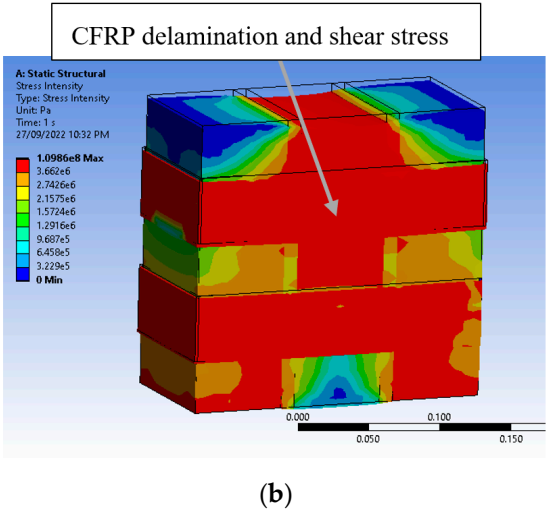 CFRP delamination and shear stress
A: Static Structural
Stress Intensity
Type: Stress Intensity
Unit: Pa
Time: 1 s
27/09/2022 10:32 PM
1.0986e8 Max
3.662e6
2.7426e6
2.1575e6
1.5724e6
1.2916e6
9.687e5
6.458e5
3.229e5
0 Min
0.000
0.100
0.050
0.150
(b)